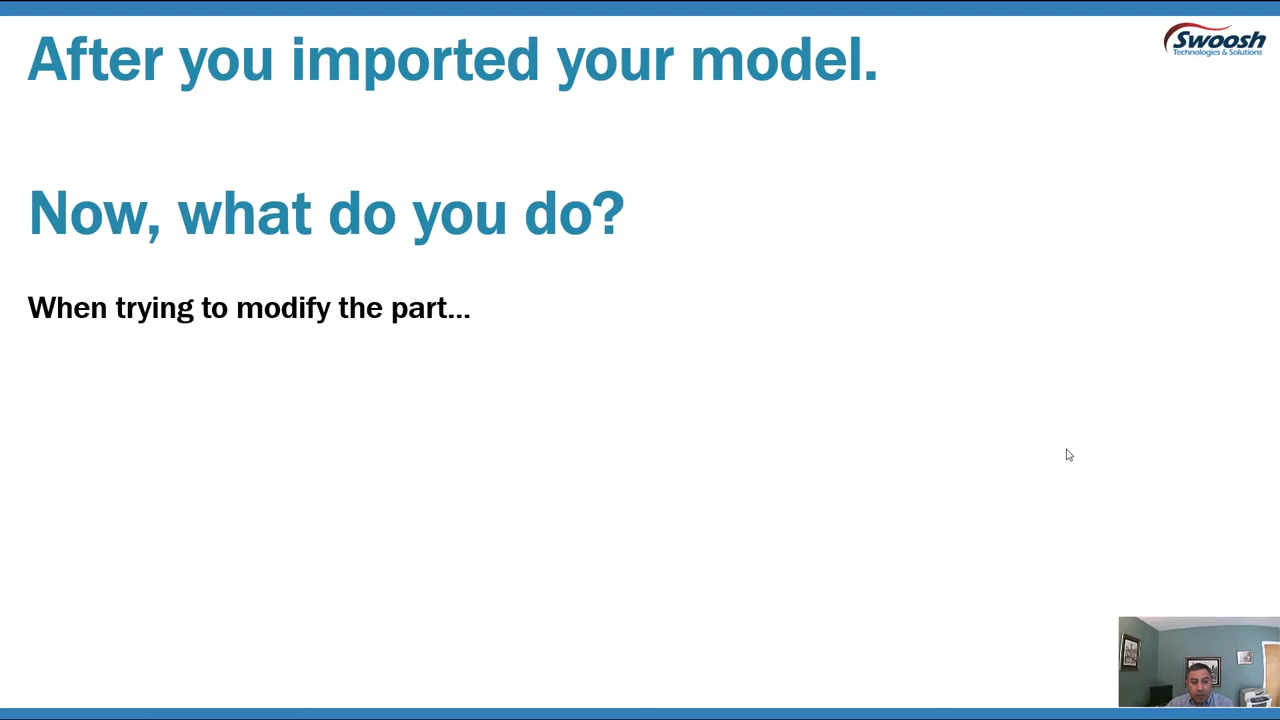 After you imported your model.
Swoosh
Technologies & Solutions
Now, what do you do?
When trying to modify the part...